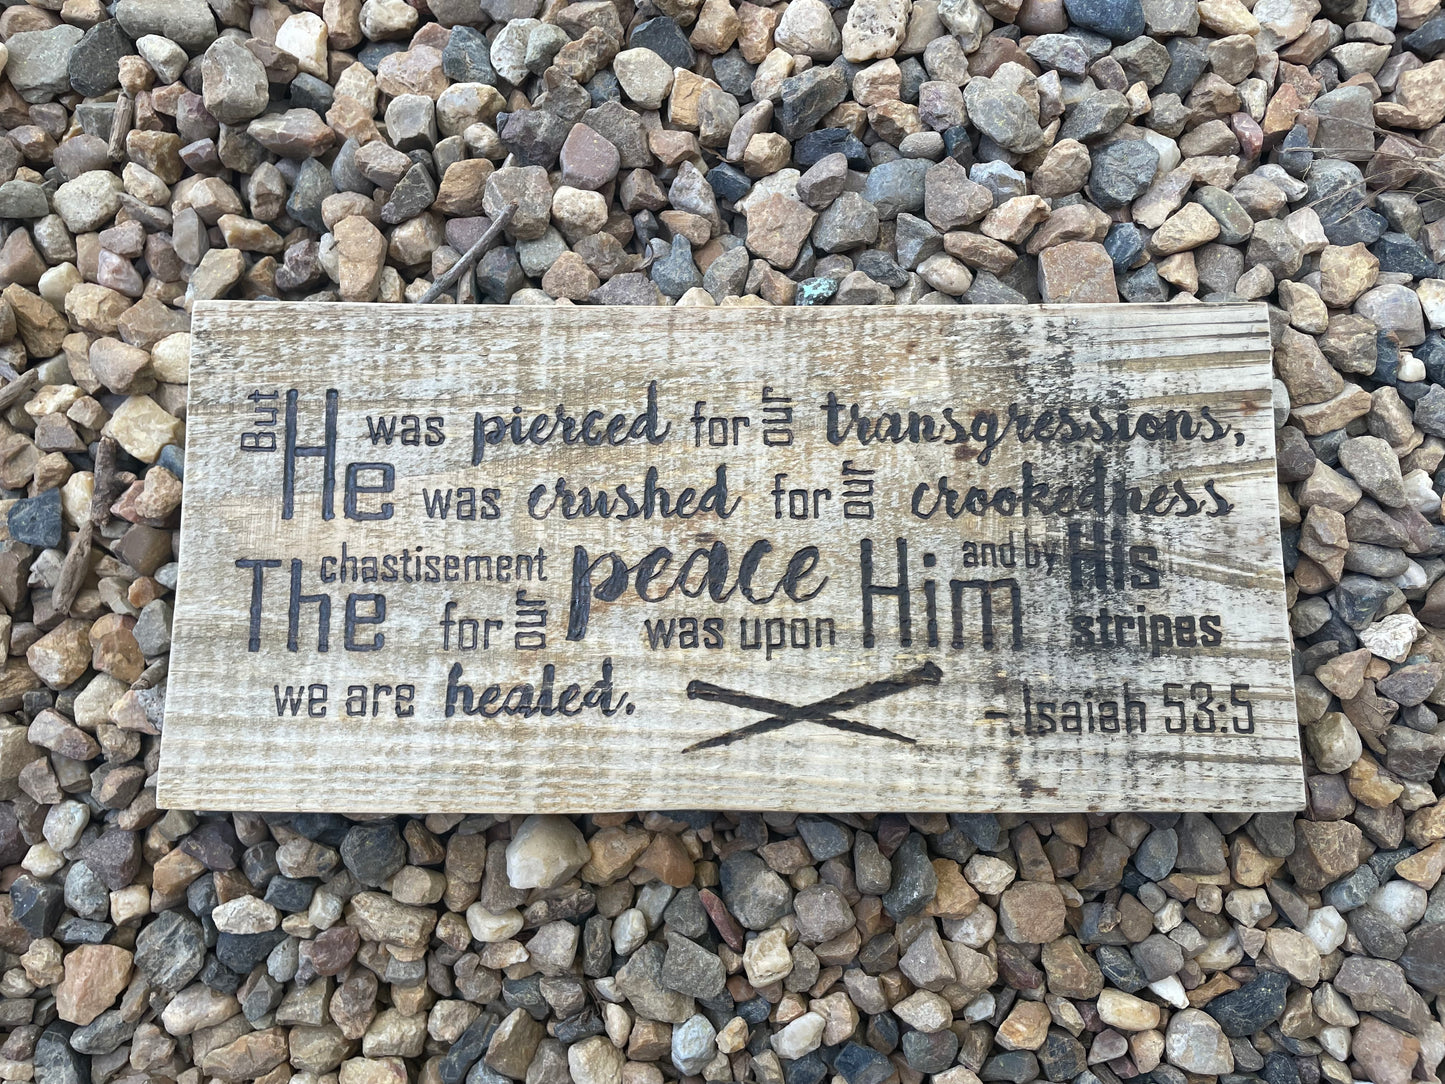 But He was pierced for our transgressions,
was crushed for our crookedness
The chastisement for our peace was upon Him and by His stripes
we are healed.
- Isaiah 53:5